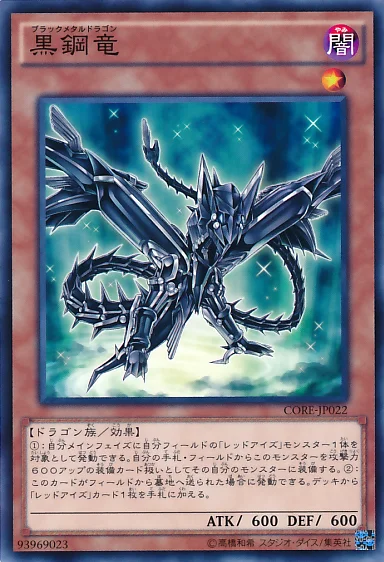 ブラックメタルドラゴン
黒鋼竜
やみ
闇
CORE-JP022
【ドラゴン族／効果】
①：自分メインフェイズに自分フィールドの「レッドアイズ」モンスター1体を
対象として発動できる。自分の手札・フィールドからこのモンスターを攻撃力
600アップの装備カード扱いとしてその自分のモンスターに装備する。②：
このカードがフィールドから墓地へ送られた場合に発動できる。デッキか
ら「レッドアイズ」カード1枚を手札に加える。
ATK/ 600 DEF/ 600
93969023
©高橋和希 スタジオ・ダイス/集英社